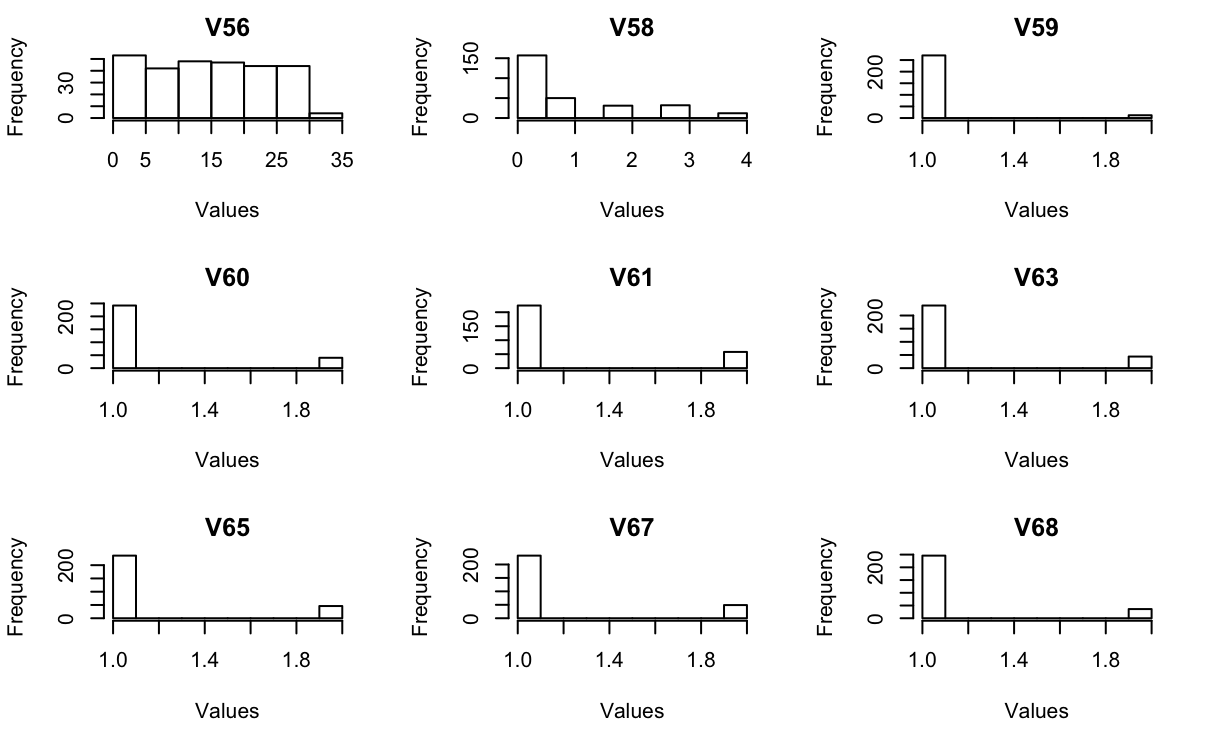 V56 V58 V59
Frequency Frequency Frequency
30 150 200
0 0 0
0 5 15 25 35 0 1 2 3 4 1.0 1.4 1.8
Values Values Values
V60 V61 V63
Frequency Frequency Frequency
200 150 200
0 0 0
1.0 1.4 1.8 1.0 1.4 1.8 1.0 1.4 1.8
Values Values Values
V65 V67 V68
Frequency Frequency Frequency
200 200 200
0 0 0
1.0 1.4 1.8 1.0 1.4 1.8 1.0 1.4 1.8
Values Values Values